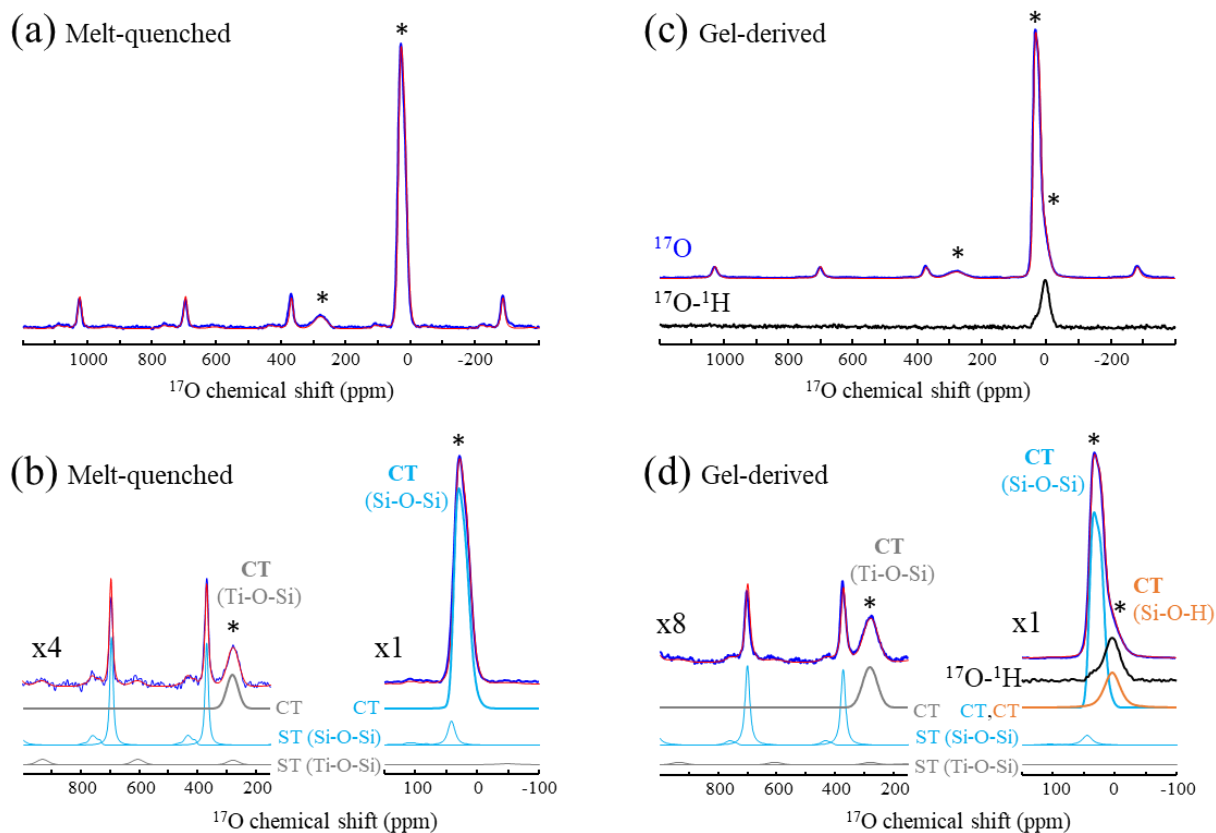 (a) Melt-quenched
*
*
1000 800 600 400 200 0 -200
¹⁷O chemical shift (ppm)
(c) Gel-derived
*
*
*
¹⁷O
¹⁷O-¹H
1000 800 600 400 200 0 -200
¹⁷O chemical shift (ppm)
(b) Melt-quenched
*
CT
(Si-O-Si)
CT
(Ti-O-Si)
*
x4
x1
CT
CT
ST (Si-O-Si)
ST (Ti-O-Si)
800 600 400 200
100 0 -100
¹⁷O chemical shift (ppm)
(d) Gel-derived
*
CT
(Si-O-Si)
CT
(Ti-O-Si)
*
CT
(Si-O-H)
*
x8
x1
¹⁷O-¹H
CT
CT,CT
ST (Si-O-Si)
ST (Ti-O-Si)
800 600 400 200
100 0 -100
¹⁷O chemical shift (ppm)